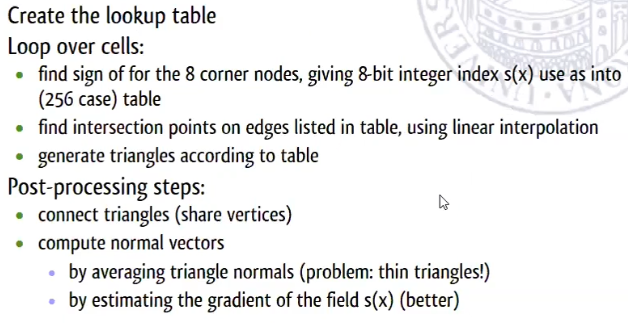 Create the lookup table
Loop over cells:
• find sign of for the 8 corner nodes, giving 8-bit integer index s(x) use as into
(256 case) table
• find intersection points on edges listed in table, using linear interpolation
• generate triangles according to table
Post-processing steps:
• connect triangles (share vertices)
• compute normal vectors
• by averaging triangle normals (problem: thin triangles!)
• by estimating the gradient of the field s(x) (better)